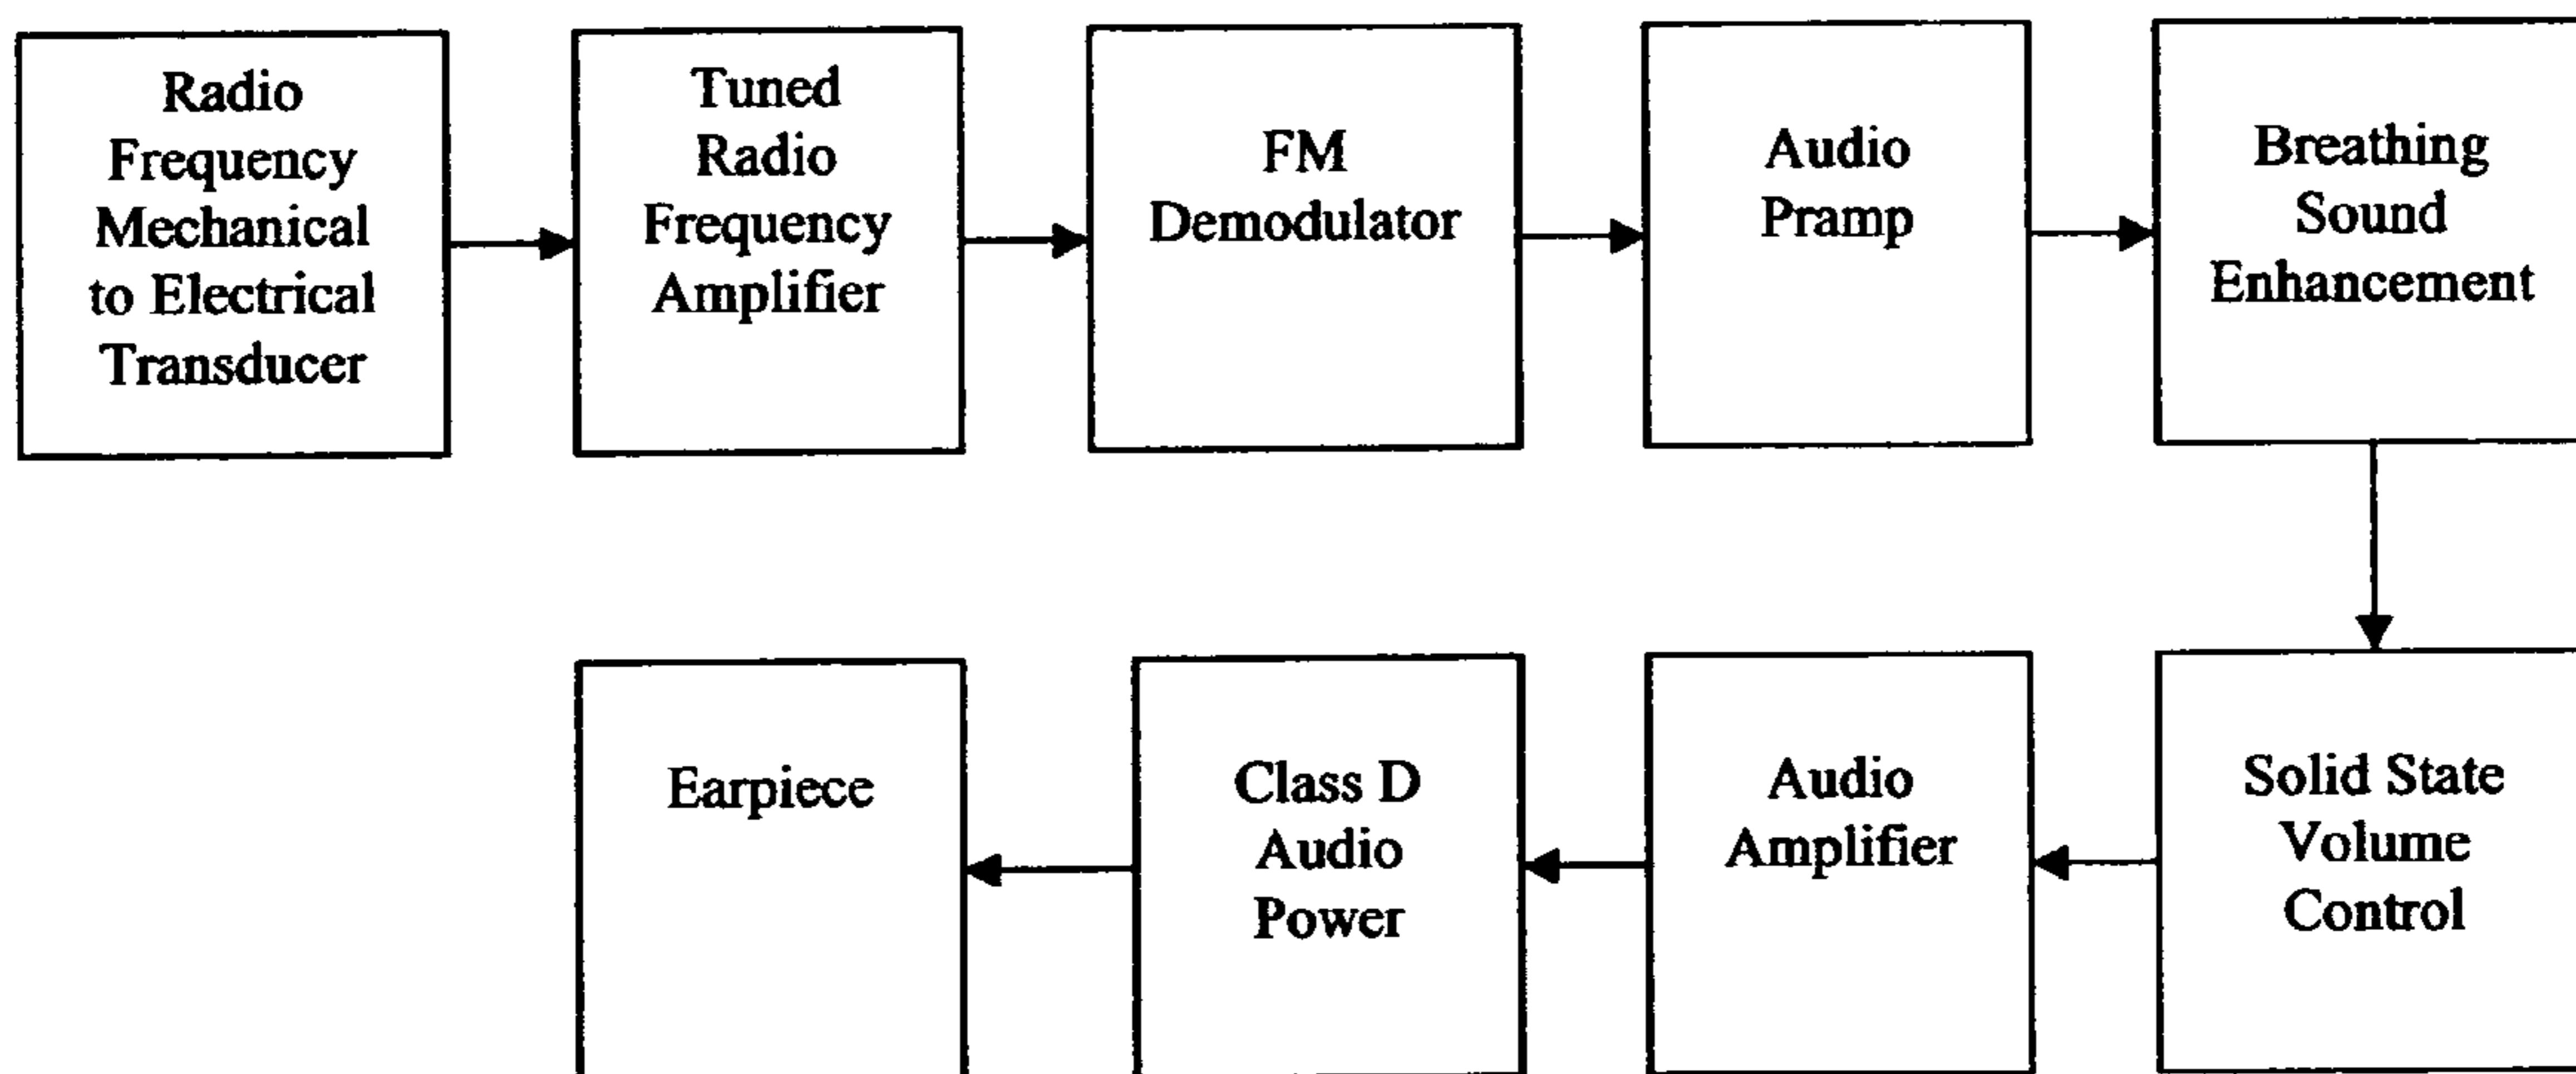 Radio
Frequency
Mechanical
to Electrical
Transducer
Tuned
Radio
Frequency
Amplifier
FM
Demodulator
Audio
Pramp
Breathing
Sound
Enhancement
Solid State
Volume
Control
Audio
Amplifier
Class D
Audio
Power
Earpiece